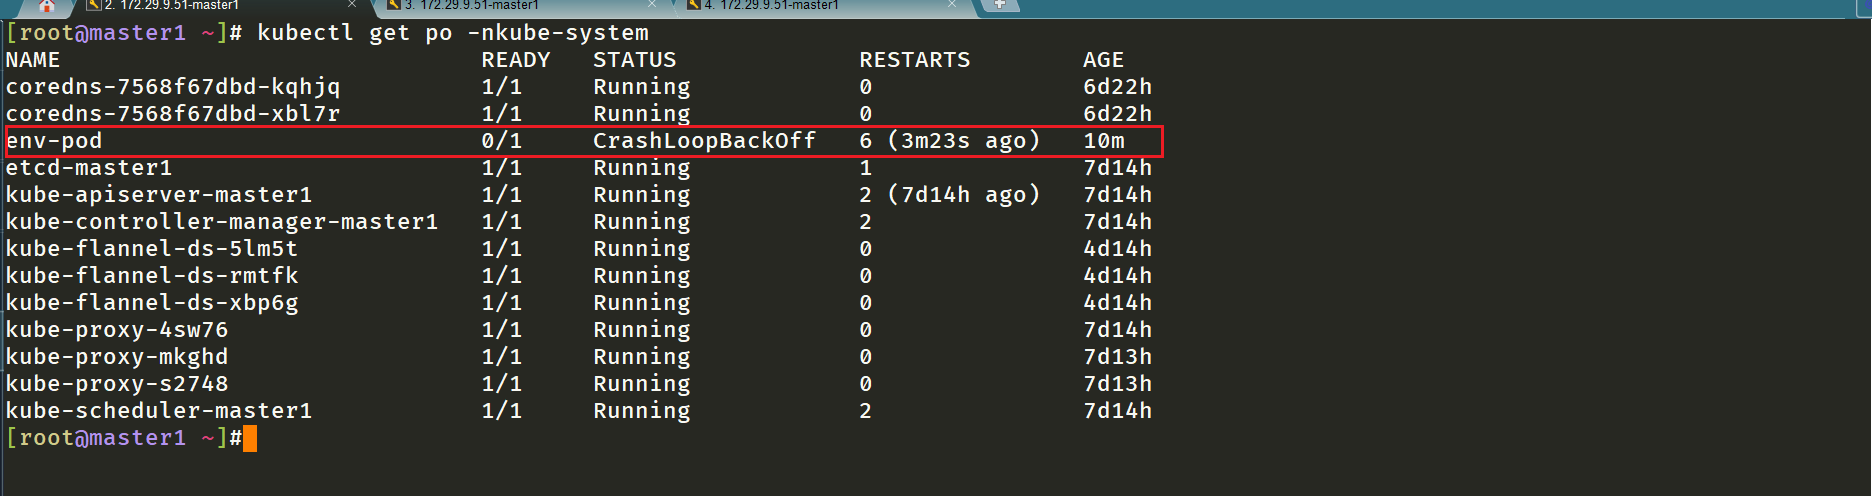 2. 172.29.9.51-master1 × 3. 172.29.9.51-master1 × 4. 172.29.9.51-master1 ×
[root@master1 ~]# kubectl get po -nkube-system
NAME READY STATUS RESTARTS AGE
coredns-7568f67dbd-kqhjq 1/1 Running 0 6d22h
coredns-7568f67dbd-xbl7r 1/1 Running 0 6d22h
env-pod 0/1 CrashLoopBackOff 6 (3m23s ago) 10m
etcd-master1 1/1 Running 1 7d14h
kube-apiserver-master1 1/1 Running 2 (7d14h ago) 7d14h
kube-controller-manager-master1 1/1 Running 2 7d14h
kube-flannel-ds-5lm5t 1/1 Running 0 4d14h
kube-flannel-ds-rmtfk 1/1 Running 0 4d14h
kube-flannel-ds-xbp6g 1/1 Running 0 4d14h
kube-proxy-4sw76 1/1 Running 0 7d14h
kube-proxy-mkghd 1/1 Running 0 7d13h
kube-proxy-s2748 1/1 Running 0 7d13h
kube-scheduler-master1 1/1 Running 2 7d14h
[root@master1 ~]#